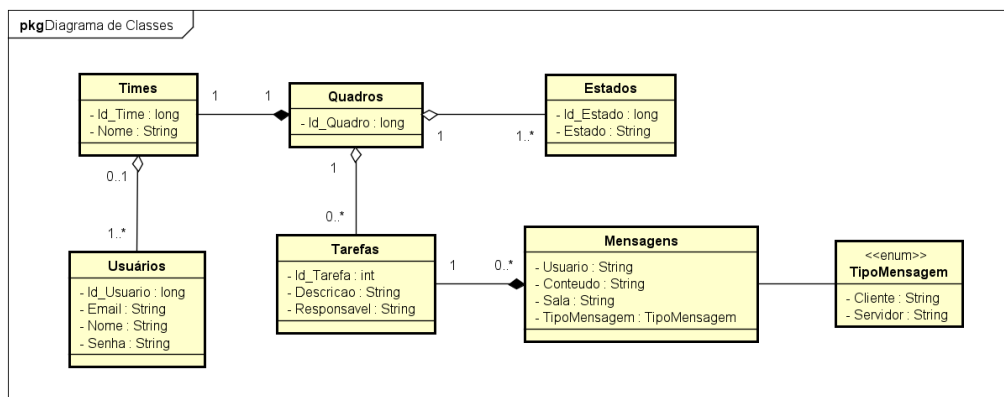 pkg Diagrama de Classes
Times
- Id_Time : long
- Nome : String
1
1
Quadros
- Id_Quadro : long
1
1..*
Estados
- Id_Estado : long
- Estado : String
0..1
1..*
1
0..*
Usuários
- Id_Usuario : long
- Email : String
- Nome : String
- Senha : String
Tarefas
- Id_Tarefa : int
- Descricao : String
- Responsavel : String
1
0..*
Mensagens
- Usuario : String
- Conteudo : String
- Sala : String
- TipoMensagem : TipoMensagem
<<enum>>
TipoMensagem
- Cliente : String
- Servidor : String